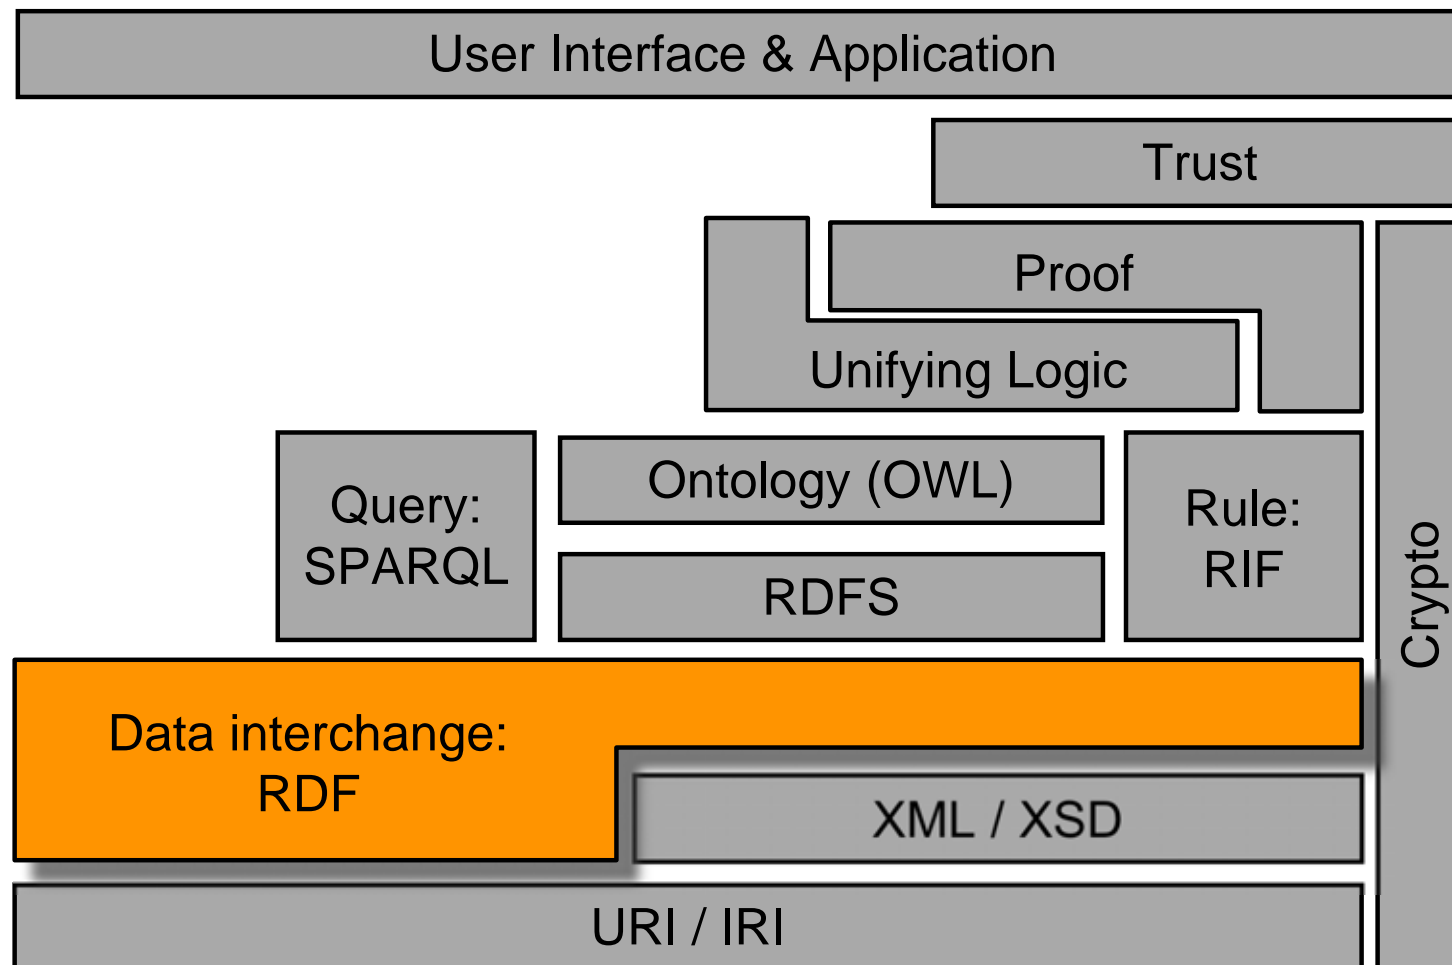 User Interface & Application
Trust
Proof
Unifying Logic
Query:
SPARQL
Ontology (OWL)
RDFS
Rule:
RIF
Crypto
Data interchange:
RDF
XML / XSD
URI / IRI